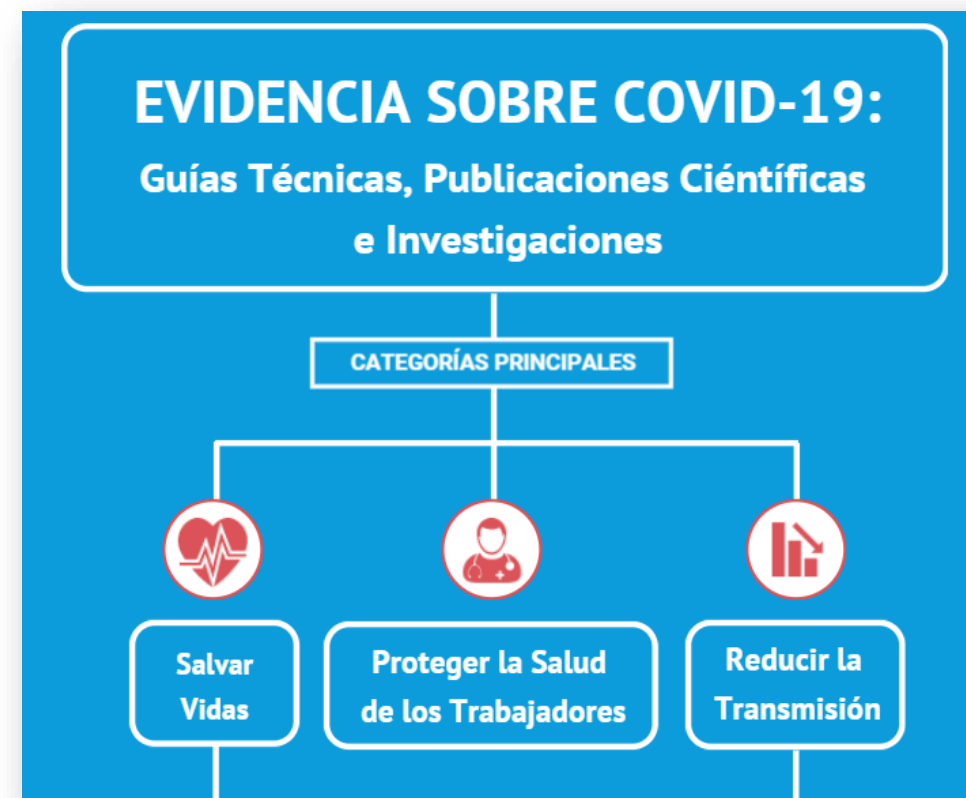 EVIDENCIA SOBRE COVID-19:
Guías Técnicas, Publicaciones Ciéntíficas
e Investigaciones
CATEGORÍAS PRINCIPALES
Salvar
Vidas
Proteger la Salud
de los Trabajadores
Reducir la
Transmisión